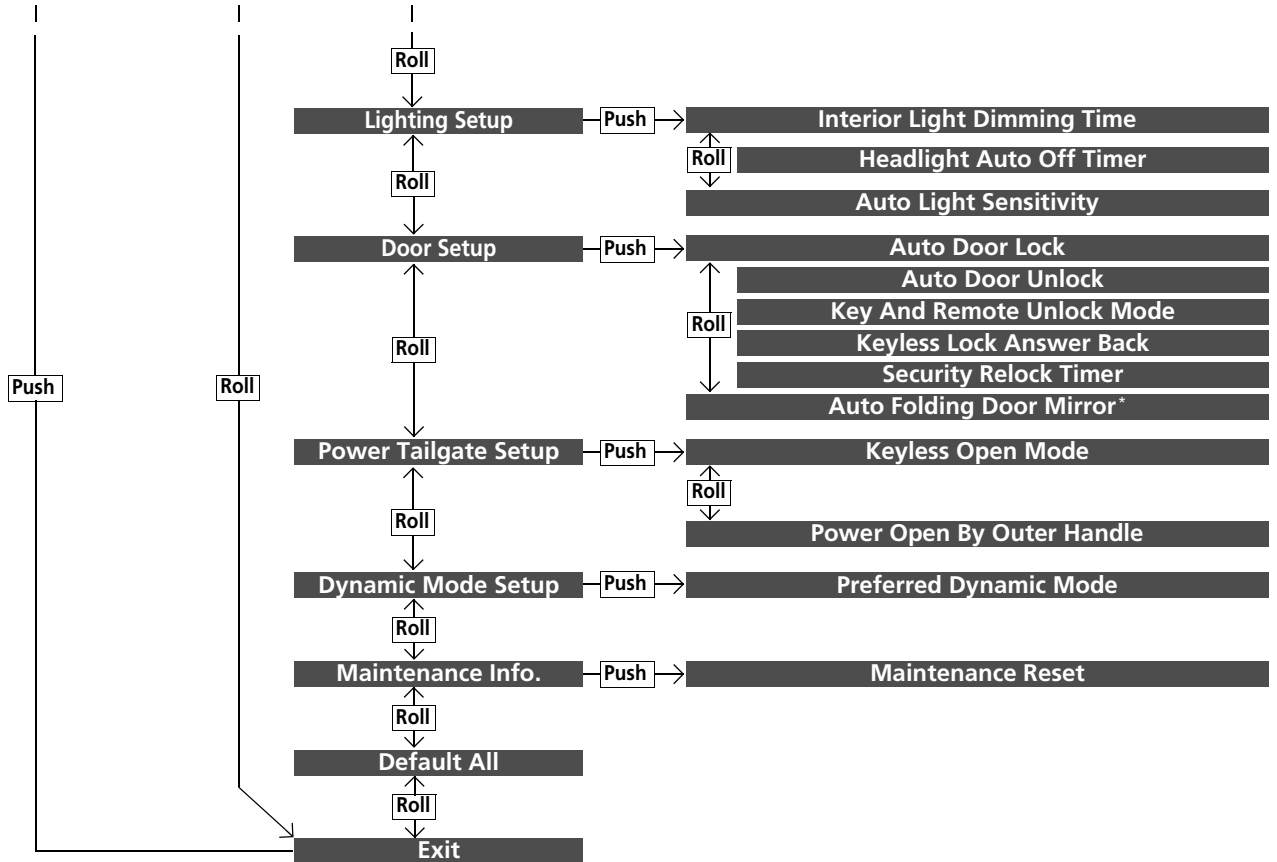 Roll
Lighting Setup Push Interior Light Dimming Time
Roll Headlight Auto Off Timer
Roll
Auto Light Sensitivity
Door Setup Push Auto Door Lock
Auto Door Unlock
Key And Remote Unlock Mode
Roll
Roll
Keyless Lock Answer Back
Security Relock Timer
Push Roll
Auto Folding Door Mirror*
Power Tailgate Setup Push Keyless Open Mode
Roll
Roll
Power Open By Outer Handle
Dynamic Mode Setup Push Preferred Dynamic Mode
Roll
Maintenance Info. Push Maintenance Reset
Roll
Default All
Roll
Exit